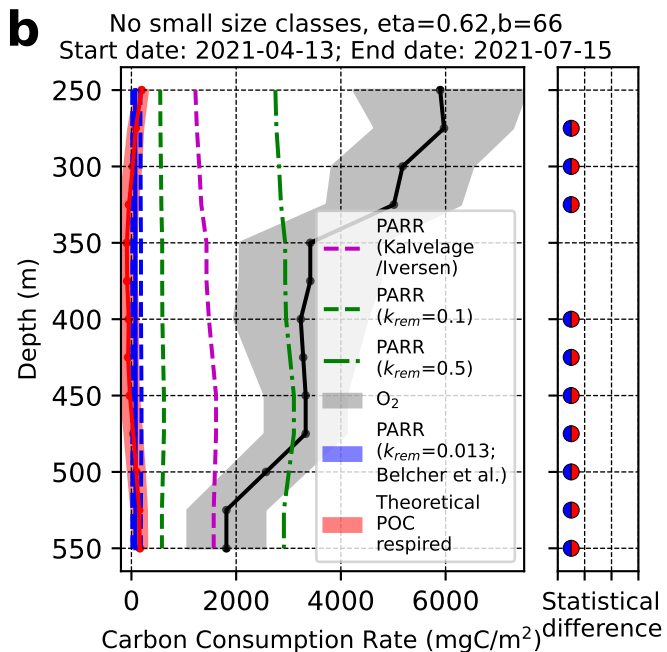 b
No small size classes, eta=0.62,b=66
Start date: 2021-04-13; End date: 2021-07-15
250
300
350
400
450
500
550
Depth (m)
PARR
(Kalvelage
/Iversen)
PARR
(k_rem=0.1)
PARR
(k_rem=0.5)
O₂
PARR
(k_rem=0.013;
Belcher et al.)
Theoretical
POC
respired
0 2000 4000 6000
Carbon Consumption Rate (mgC/m²)
Statistical
difference